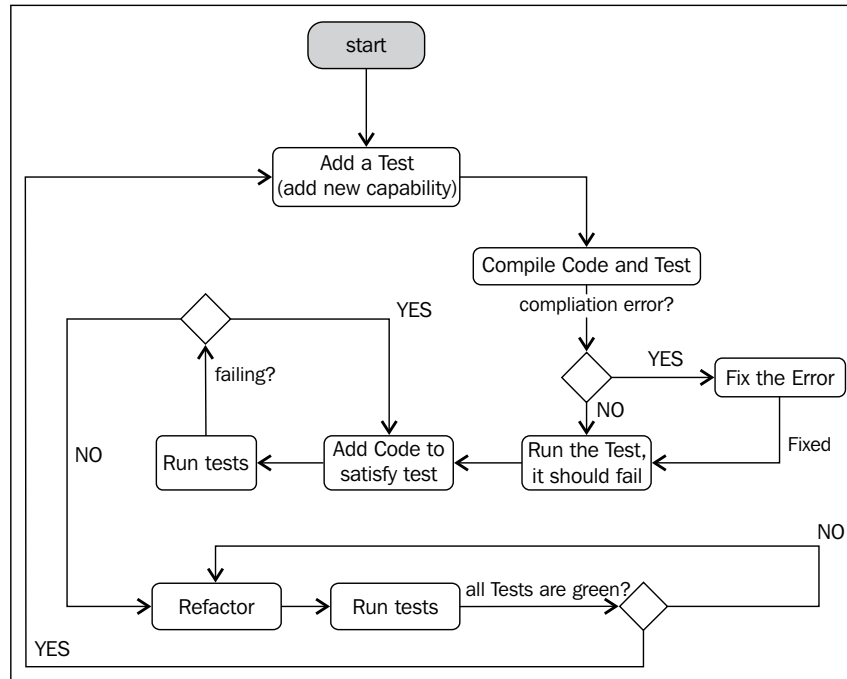 start
Add a Test
(add new capability)
Compile Code and Test
compliation error?
YES
YES
failing?
Fix the Error
NO
NO
Run tests
Add Code to
satisfy test
Run the Test,
it should fail
Fixed
NO
Refactor
Run tests
all Tests are green?
YES